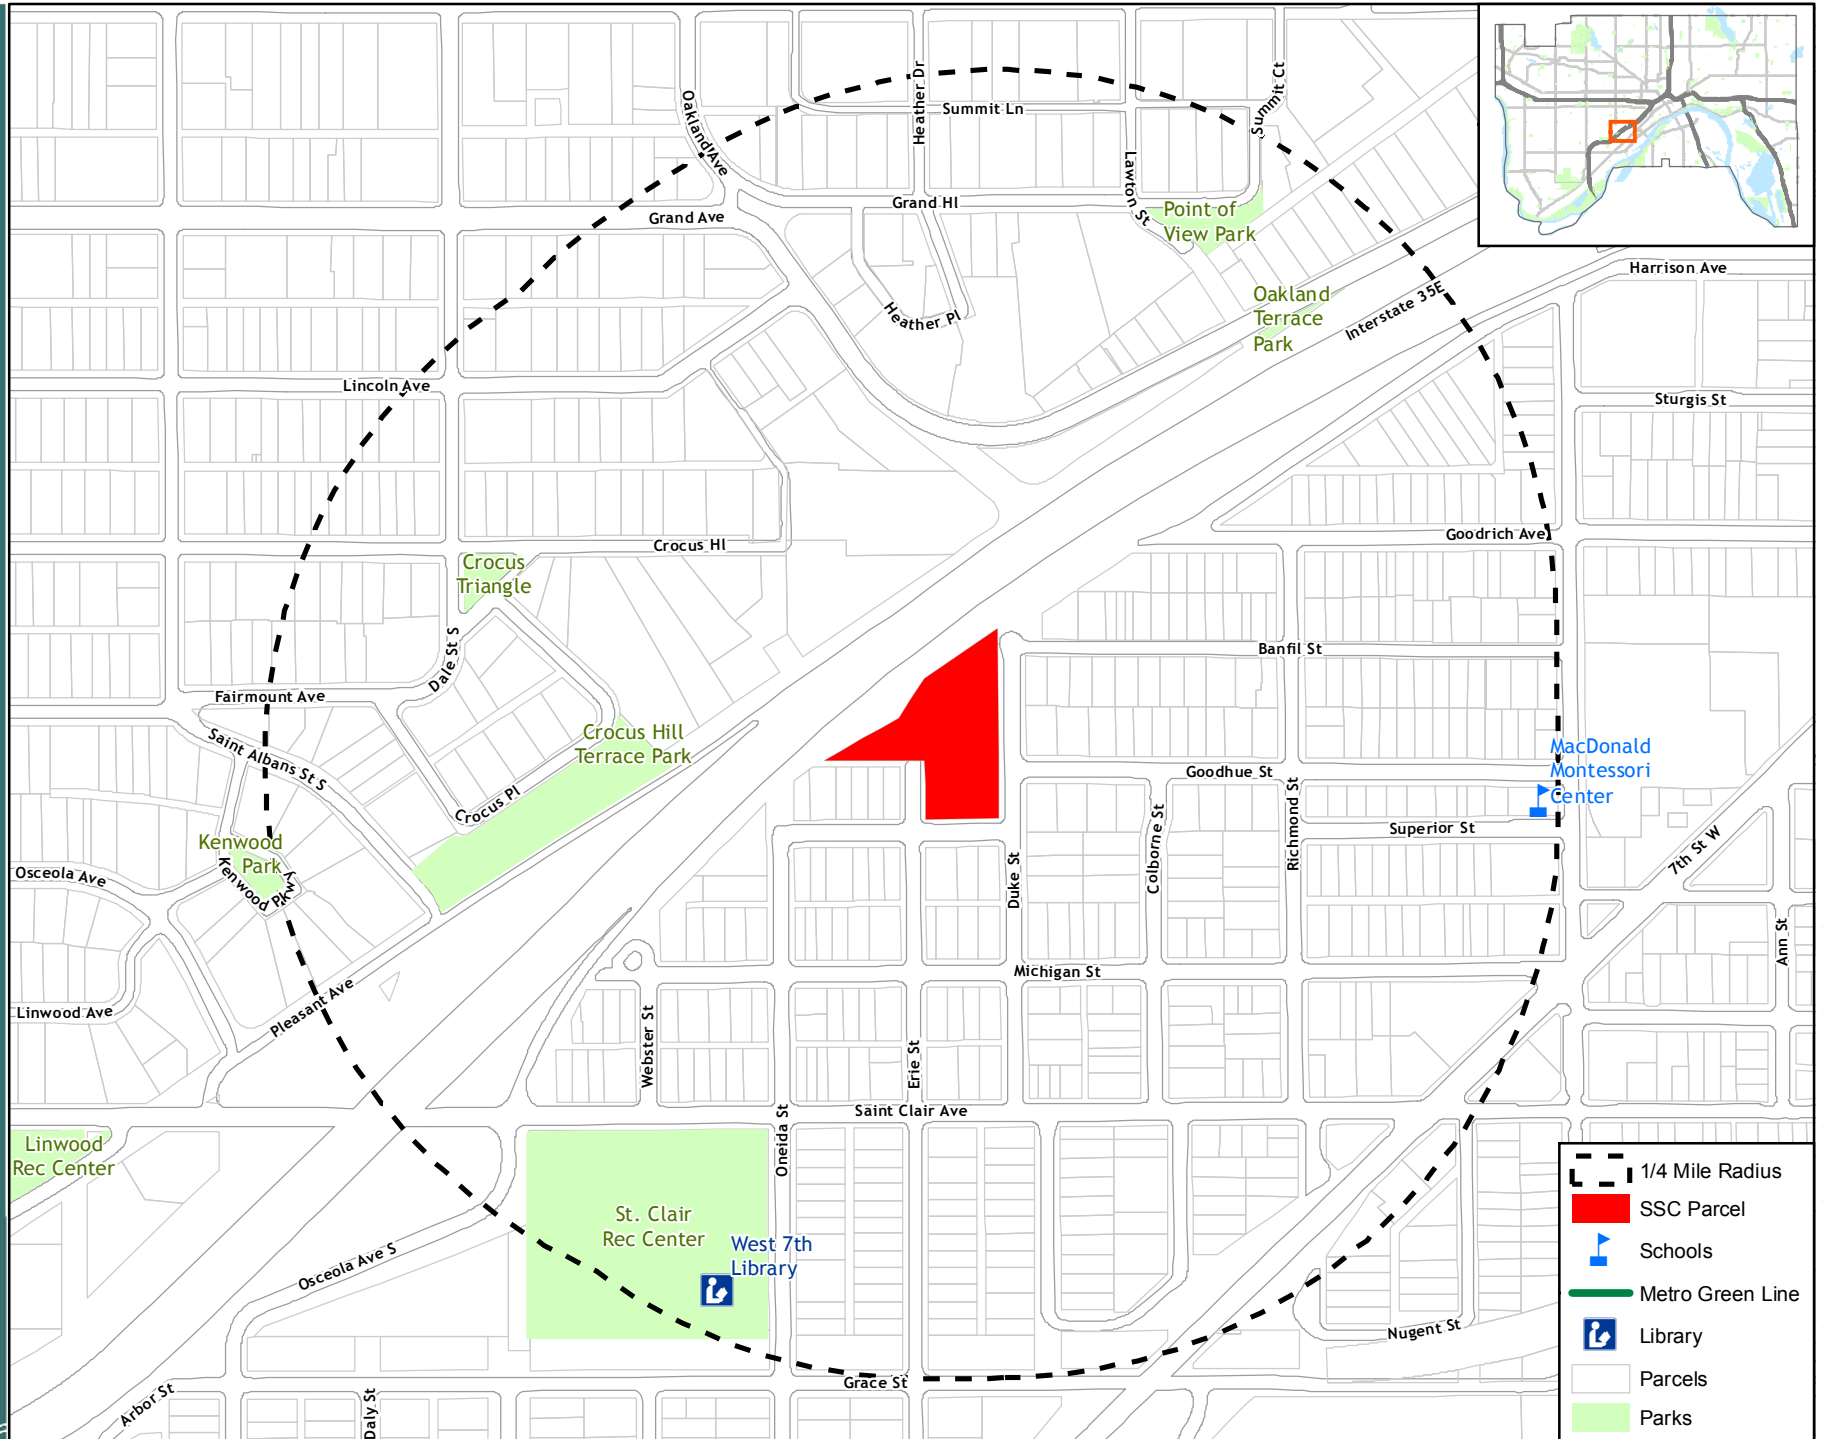 Heather Dr
Summit Ct
Oakland Ave
Summit Ln
Lawton St
Grand Hl
Grand Ave
Point of
View Park
Harrison Ave
Oakland
Terrace
Park
Interstate 35E
Heather Pl
Lincoln Ave
Sturgis St
Goodrich Ave
Crocus Hl
Crocus
Triangle
Dale St S
Banfil St
Fairmount Ave
Saint Albans St S
Crocus Hill
Terrace Park
MacDonald
Montessori
Center
Goodhue St
Crocus Pl
Richmond St
Colborne St
Superior St
Kenwood
Park
7th St W
Osceola Ave
Kenwood Pkwy
Duke St
Ann St
Michigan St
Pleasant Ave
Linwood Ave
Webster St
Erie St
Saint Clair Ave
Oneida St
Linwood
Rec Center
St. Clair
Rec Center
West 7th
Library
Osceola Ave S
Nugent St
Grace St
Arbor St
Daly St
1/4 Mile Radius
SSC Parcel
Schools
Metro Green Line
Library
Parcels
Parks